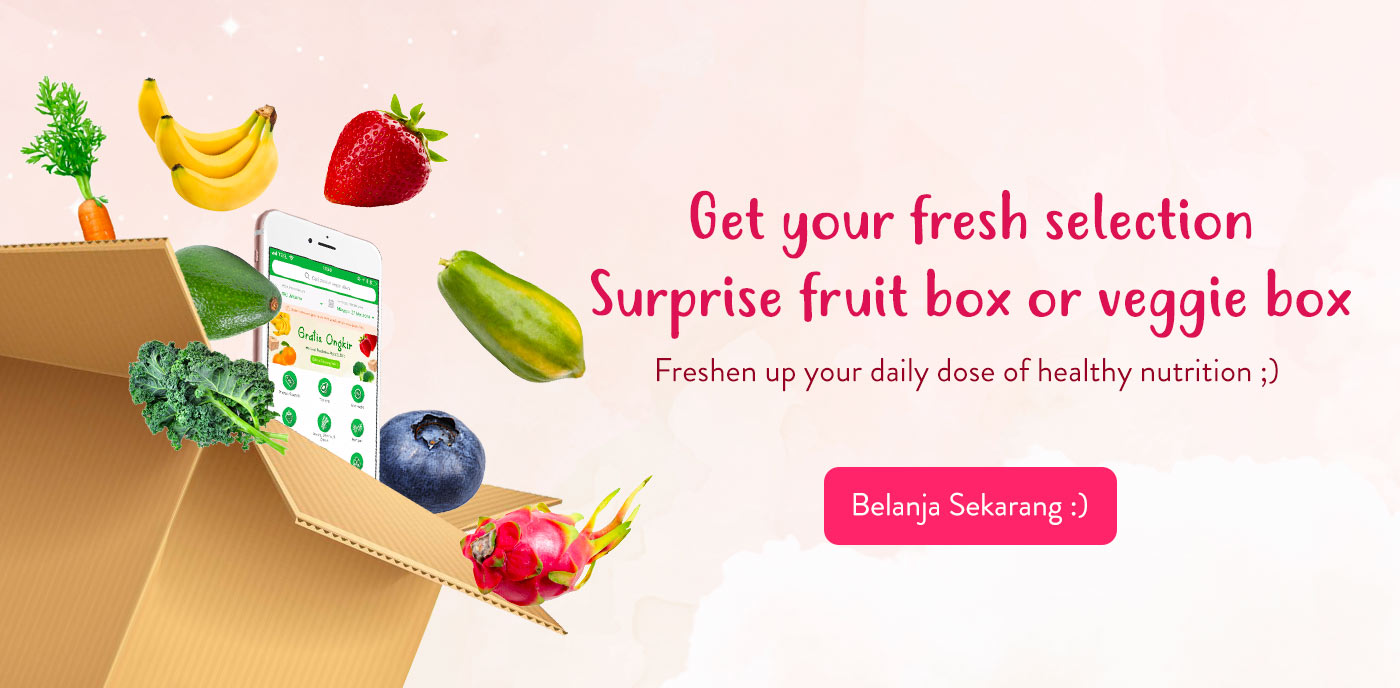 Get your fresh selection
Surprise fruit box or veggie box
Freshen up your daily dose of healthy nutrition ;)
Belanja Sekarang :)
Gratis Ongkir